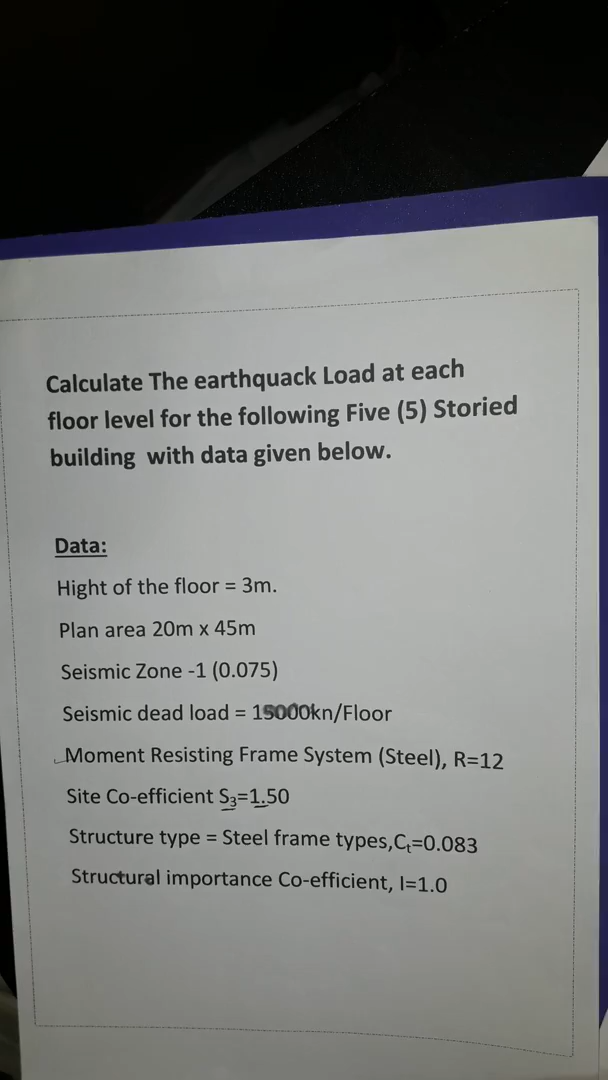 Calculate The earthquack Load at each
floor level for the following Five (5) Storied
building with data given below.
Data:
Hight of the floor = 3m.
Plan area 20m x 45m
Seismic Zone -1 (0.075)
Seismic dead load = 15000kn/Floor
Moment Resisting Frame System (Steel), R=12
Site Co-efficient S₃=1.50
Structure type = Steel frame types,Cₜ=0.083
Structural importance Co-efficient, I=1.0